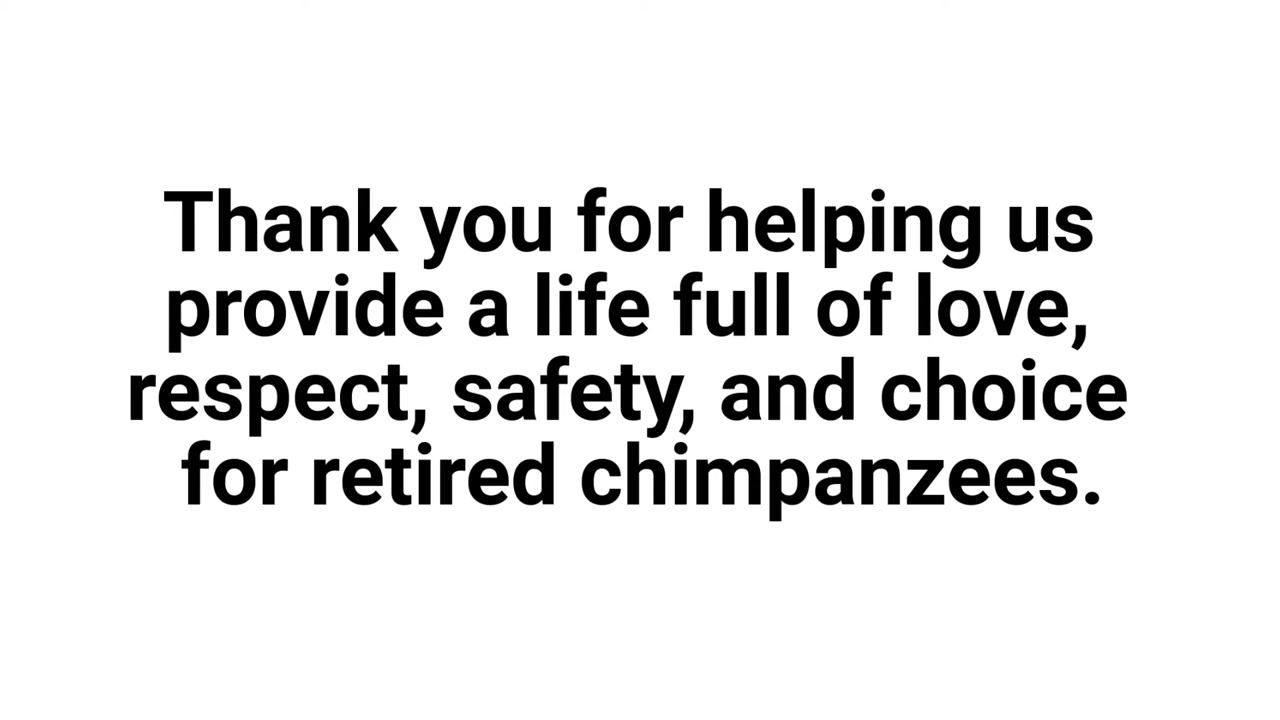 Thank you for helping us
provide a life full of love,
respect, safety, and choice
for retired chimpanzees.